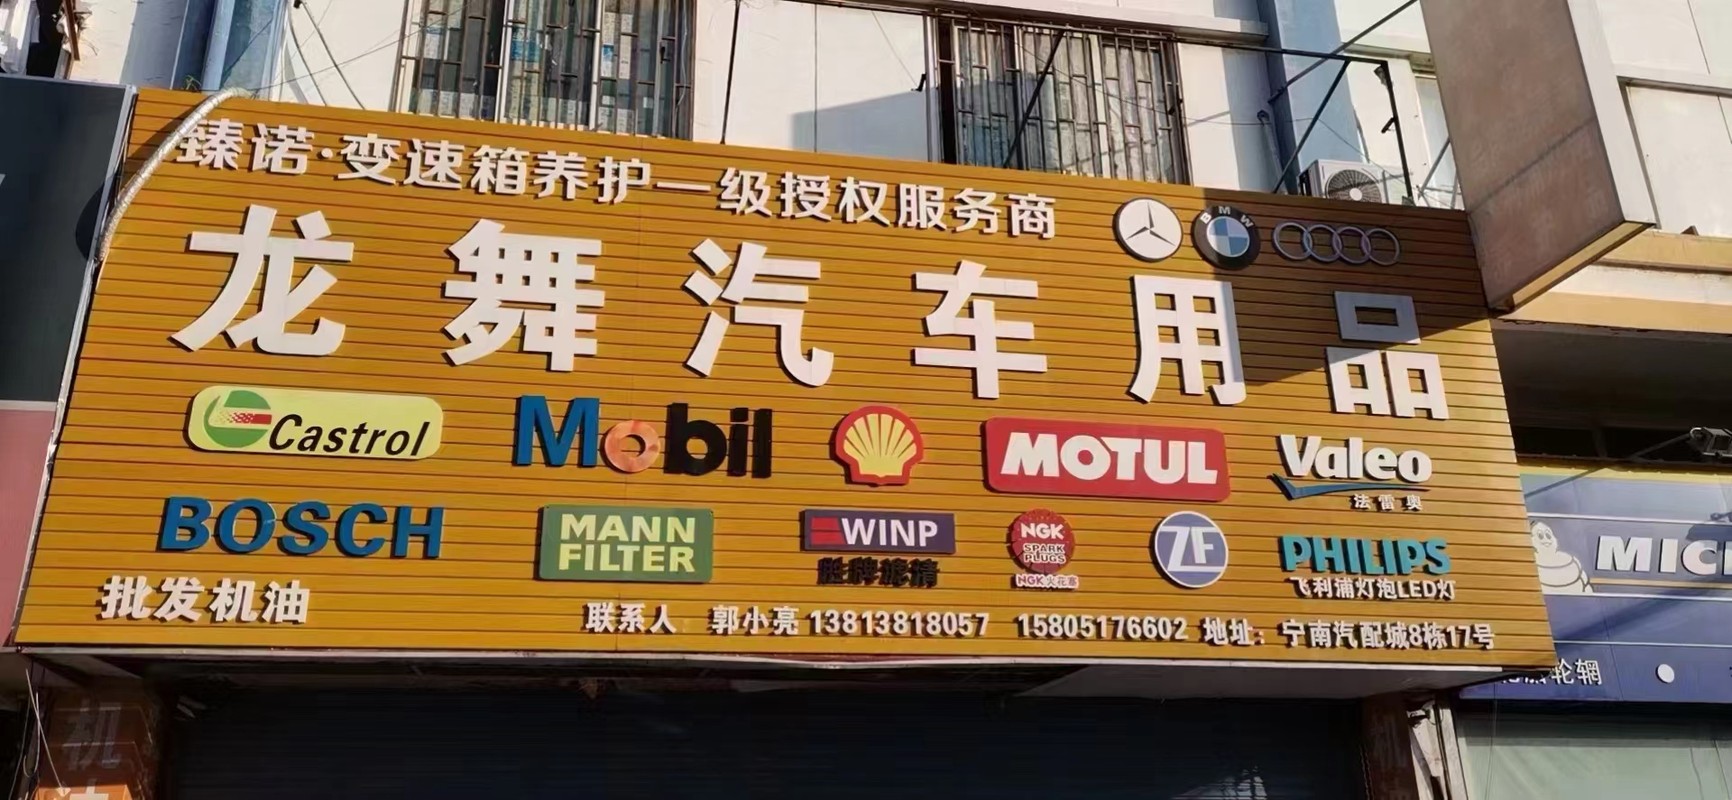 臻诺·变速箱养护一级授权服务商
BMW
龙舞汽车用品
Castrol Mobil MOTUL Valeo
法雷奥
BOSCH MANN FILTER WINP NGK SPARK PLUGS ZF PHILIPS
胜牌滤清 NGK火花塞 飞利浦灯泡LED灯
批发机油 联系人 郭小亮 13813818057 15805176602 地址：宁南汽配城8栋17号
MIC
轮辋
机